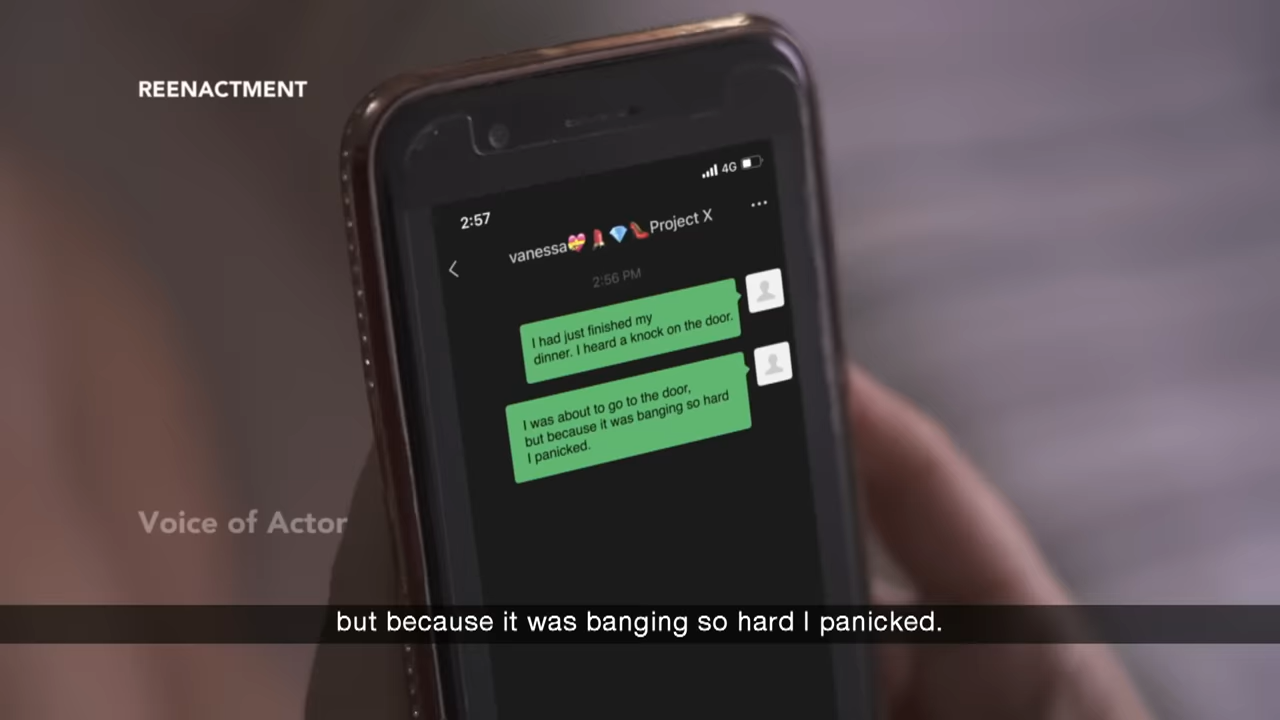 REENACTMENT
4G
2:57
vanessa💝💄💎👠Project X
2:56 PM
I had just finished my
dinner. I heard a knock on the door.
I was about to go to the door,
but because it was banging so hard
I panicked.
Voice of Actor
but because it was banging so hard I panicked.